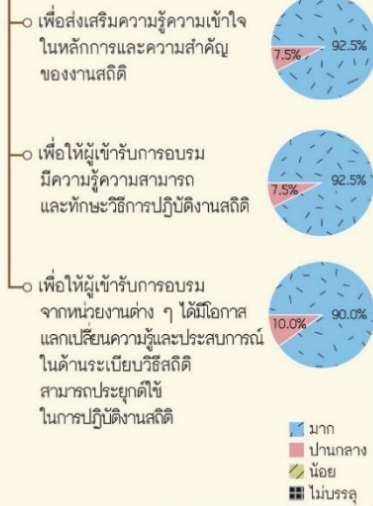 เพื่อส่งเสริมความรู้ความเข้าใจ
ในหลักการและความสำคัญ
ของงานสถิติ
7.5%
92.5%
เพื่อให้ผู้เข้ารับการอบรม
มีความรู้ความสามารถ
และทักษะวิธีการปฏิบัติงานสถิติ
7.5%
92.5%
เพื่อให้ผู้เข้ารับการอบรม
จากหน่วยงานต่าง ๆ ได้มีโอกาส
แลกเปลี่ยนความรู้และประสบการณ์
ในด้านระเบียบวิธีสถิติ
สามารถประยุกต์ใช้
ในการปฏิบัติงานสถิติ
10.0%
90.0%
มาก
ปานกลาง
น้อย
ไม่บรรลุ